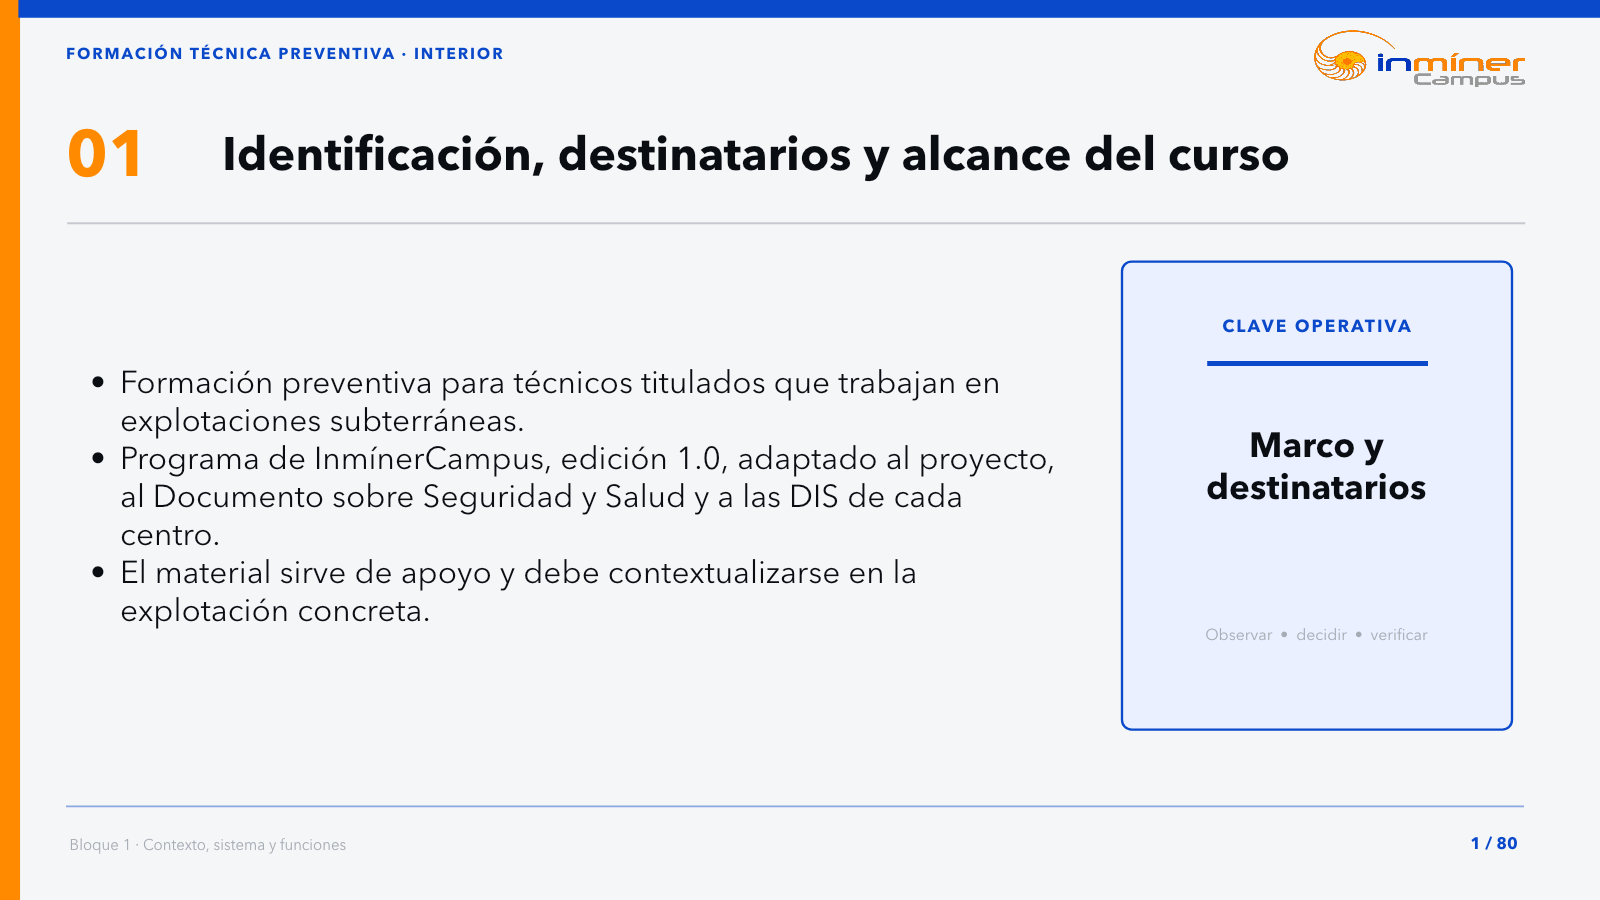 FORMACIÓN TÉCNICA PREVENTIVA · INTERIOR
inmíner
Campus
01
Identificación, destinatarios y alcance del curso
• Formación preventiva para técnicos titulados que trabajan en
explotaciones subterráneas.
• Programa de InmínerCampus, edición 1.0, adaptado al proyecto,
al Documento sobre Seguridad y Salud y a las DIS de cada
centro.
• El material sirve de apoyo y debe contextualizarse en la
explotación concreta.
CLAVE OPERATIVA
Marco y
destinatarios
Observar • decidir • verificar
Bloque 1 · Contexto, sistema y funciones
1 / 80